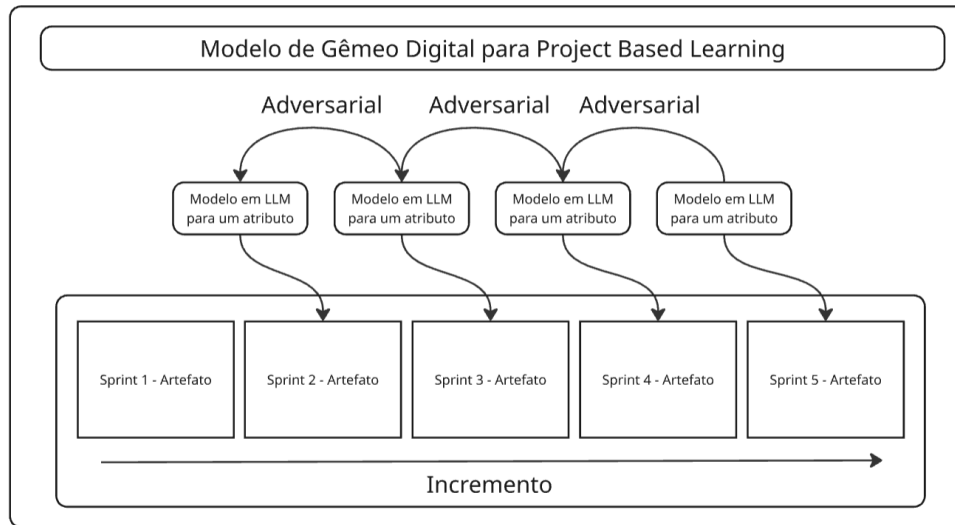 Modelo de Gêmeo Digital para Project Based Learning
Adversarial
Adversarial
Adversarial
Modelo em LLM
para um atributo
Modelo em LLM
para um atributo
Modelo em LLM
para um atributo
Modelo em LLM
para um atributo
Sprint 1 - Artefato
Sprint 2 - Artefato
Sprint 3 - Artefato
Sprint 4 - Artefato
Sprint 5 - Artefato
Incremento